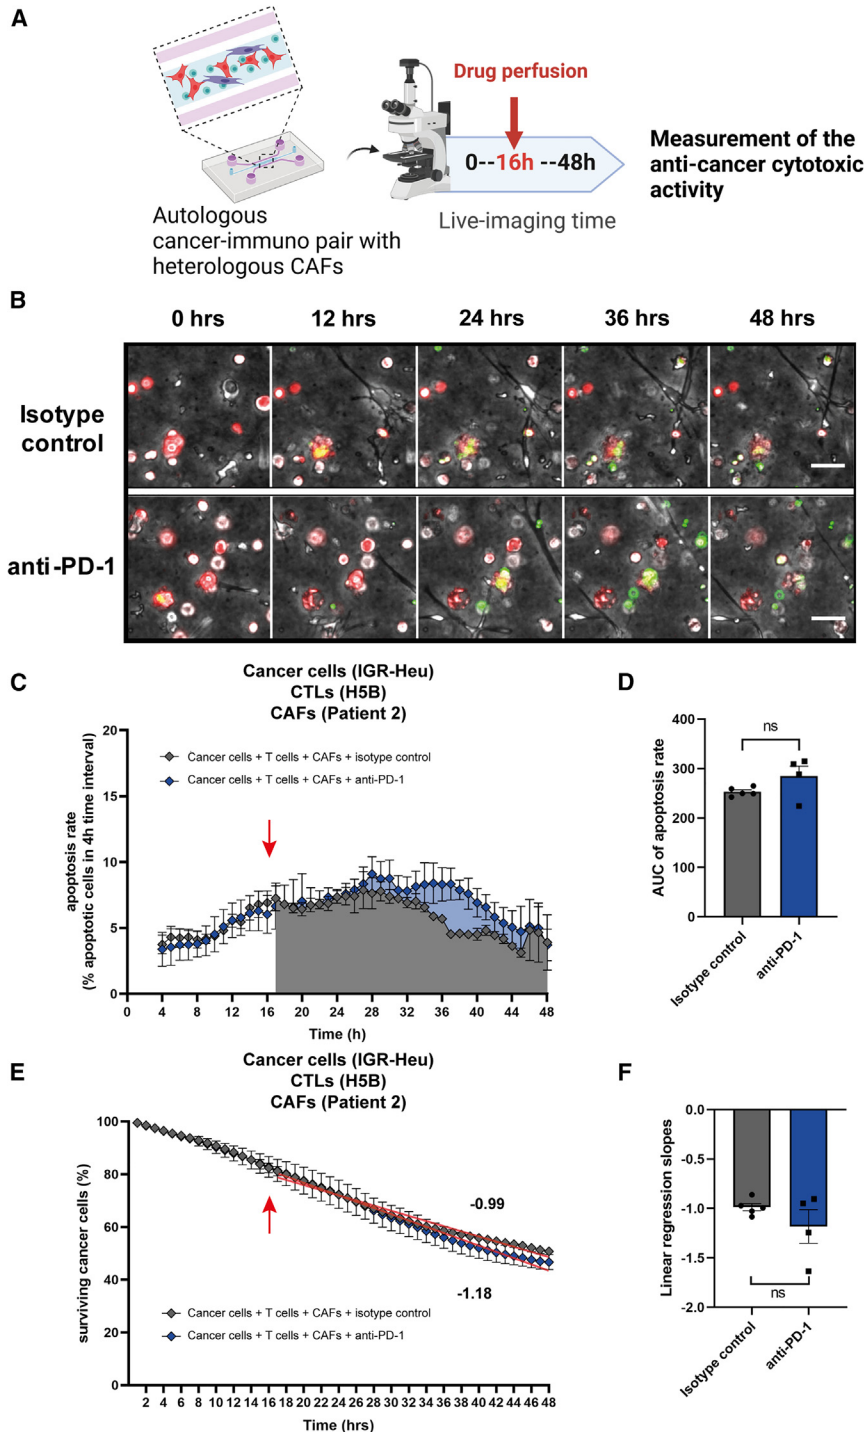 A
Drug perfusion
0--16h --48h
Measurement of the
anti-cancer cytotoxic
activity
Autologous
cancer-immuno pair with
heterologous CAFs
Live-imaging time
B
0 hrs
12 hrs
24 hrs
36 hrs
48 hrs
Isotype
control
anti-PD-1
C
Cancer cells (IGR-Heu)
CTLs (H5B)
CAFs (Patient 2)
apoptosis rate
(% apoptotic cells in 4h time interval)
20
15
10
5
0
Cancer cells + T cells + CAFs + isotype control
Cancer cells + T cells + CAFs + anti-PD-1
0 4 8 12 16 20 24 28 32 36 40 44 48
Time (h)
D
AUC of apoptosis rate
400
300
200
100
0
ns
Isotype control
anti-PD-1
E
Cancer cells (IGR-Heu)
CTLs (H5B)
CAFs (Patient 2)
surviving cancer cells (%)
100
80
60
40
20
0
-0.99
-1.18
Cancer cells + T cells + CAFs + isotype control
Cancer cells + T cells + CAFs + anti-PD-1
2 4 6 8 10 12 14 16 18 20 22 24 26 28 30 32 34 36 38 40 42 44 46 48
Time (hrs)
F
Linear regression slopes
0.0
-0.5
-1.0
-1.5
-2.0
ns
Isotype control
anti-PD-1